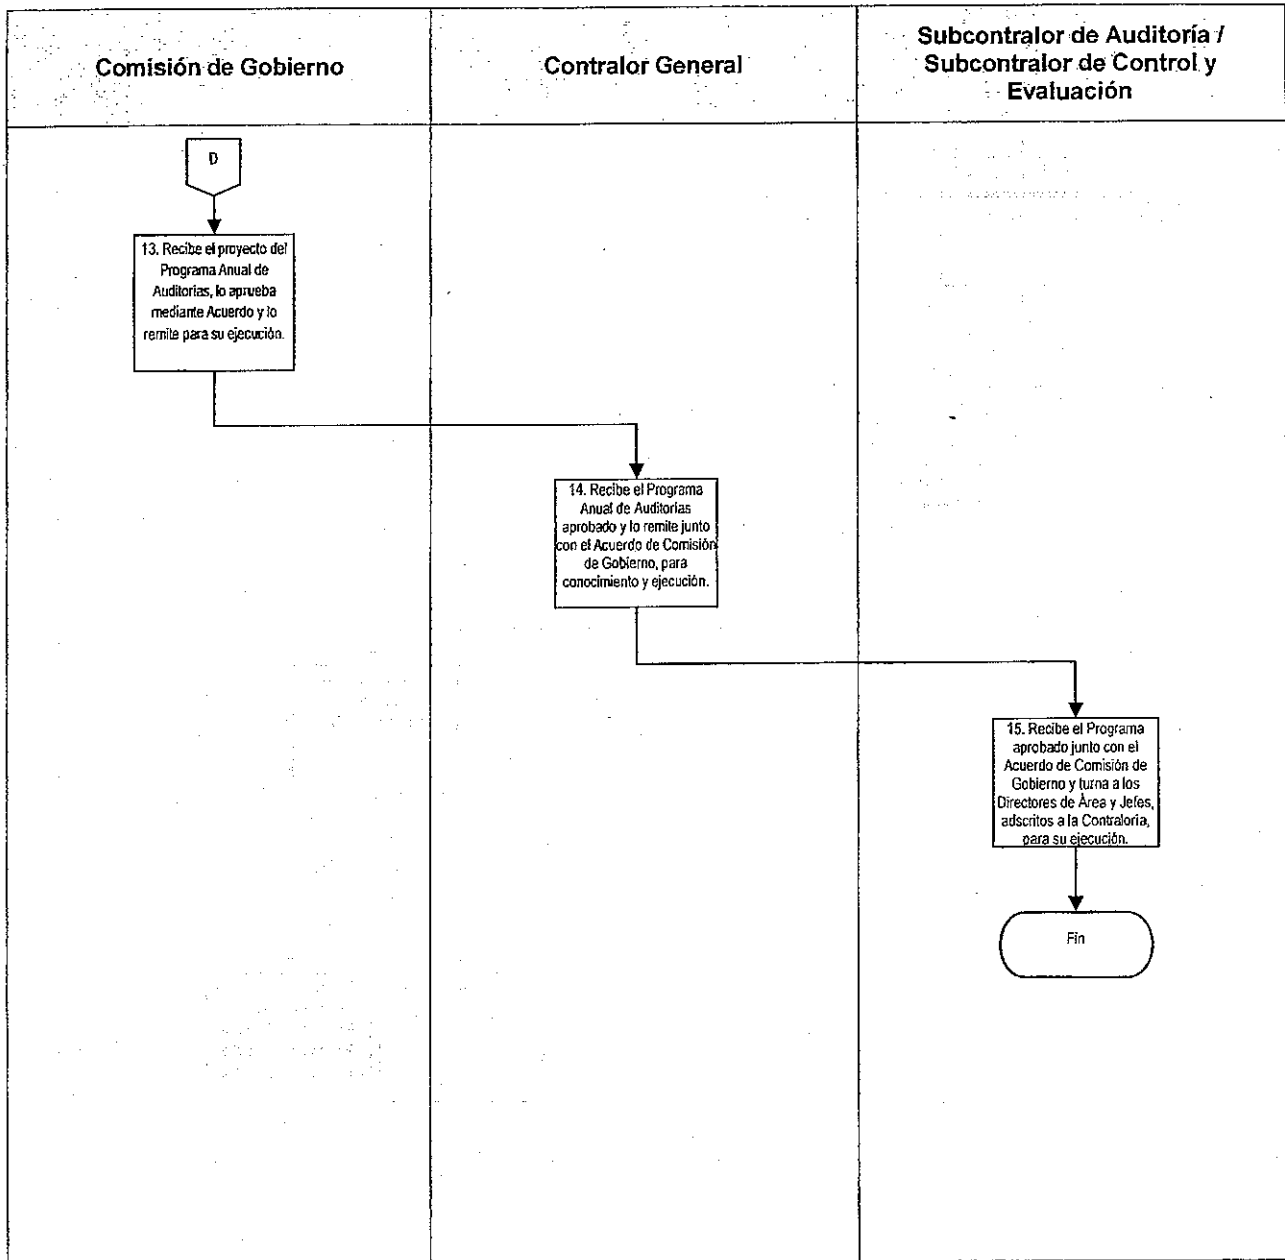 Comisión de Gobierno
Contralor General
Subcontralor de Auditoría /
Subcontralor de Control y
Evaluación
D
13. Recibe el proyecto del
Programa Anual de
Auditorías, lo aprueba
mediante Acuerdo y lo
remite para su ejecución.
14. Recibe el Programa
Anual de Auditorías
aprobado y lo remite junto
con el Acuerdo de Comisión
de Gobierno, para
conocimiento y ejecución.
15. Recibe el Programa
aprobado junto con el
Acuerdo de Comisión de
Gobierno y turna a los
Directores de Área y Jefes,
adscritos a la Contraloría,
para su ejecución.
Fin